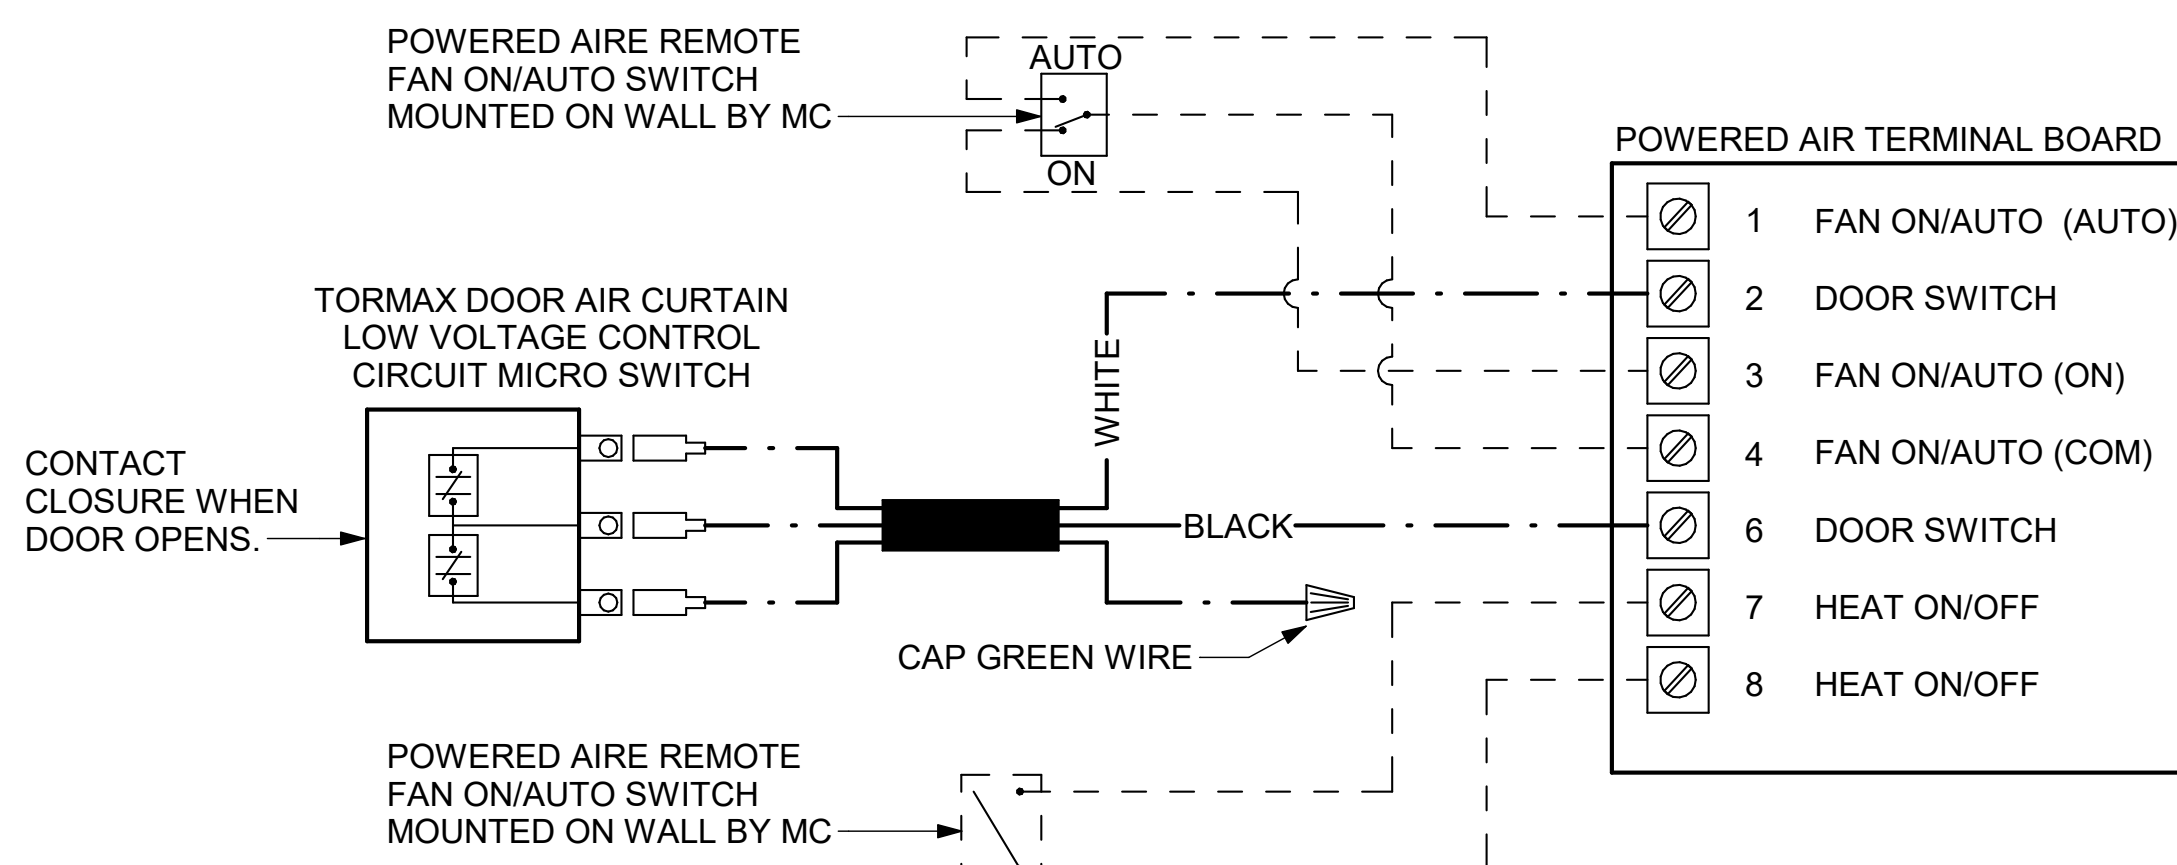 POWERED AIRE REMOTE
FAN ON/AUTO SWITCH
MOUNTED ON WALL BY MC
AUTO
ON
POWERED AIR TERMINAL BOARD
1 FAN ON/AUTO (AUTO)
2 DOOR SWITCH
3 FAN ON/AUTO (ON)
4 FAN ON/AUTO (COM)
6 DOOR SWITCH
7 HEAT ON/OFF
8 HEAT ON/OFF
TORMAX DOOR AIR CURTAIN
LOW VOLTAGE CONTROL
CIRCUIT MICRO SWITCH
CONTACT
CLOSURE WHEN
DOOR OPENS.
WHITE
BLACK
CAP GREEN WIRE
POWERED AIRE REMOTE
FAN ON/AUTO SWITCH
MOUNTED ON WALL BY MC